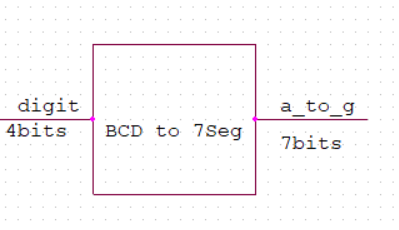 digit
4bits
BCD to 7Seg
a_to_g
7bits